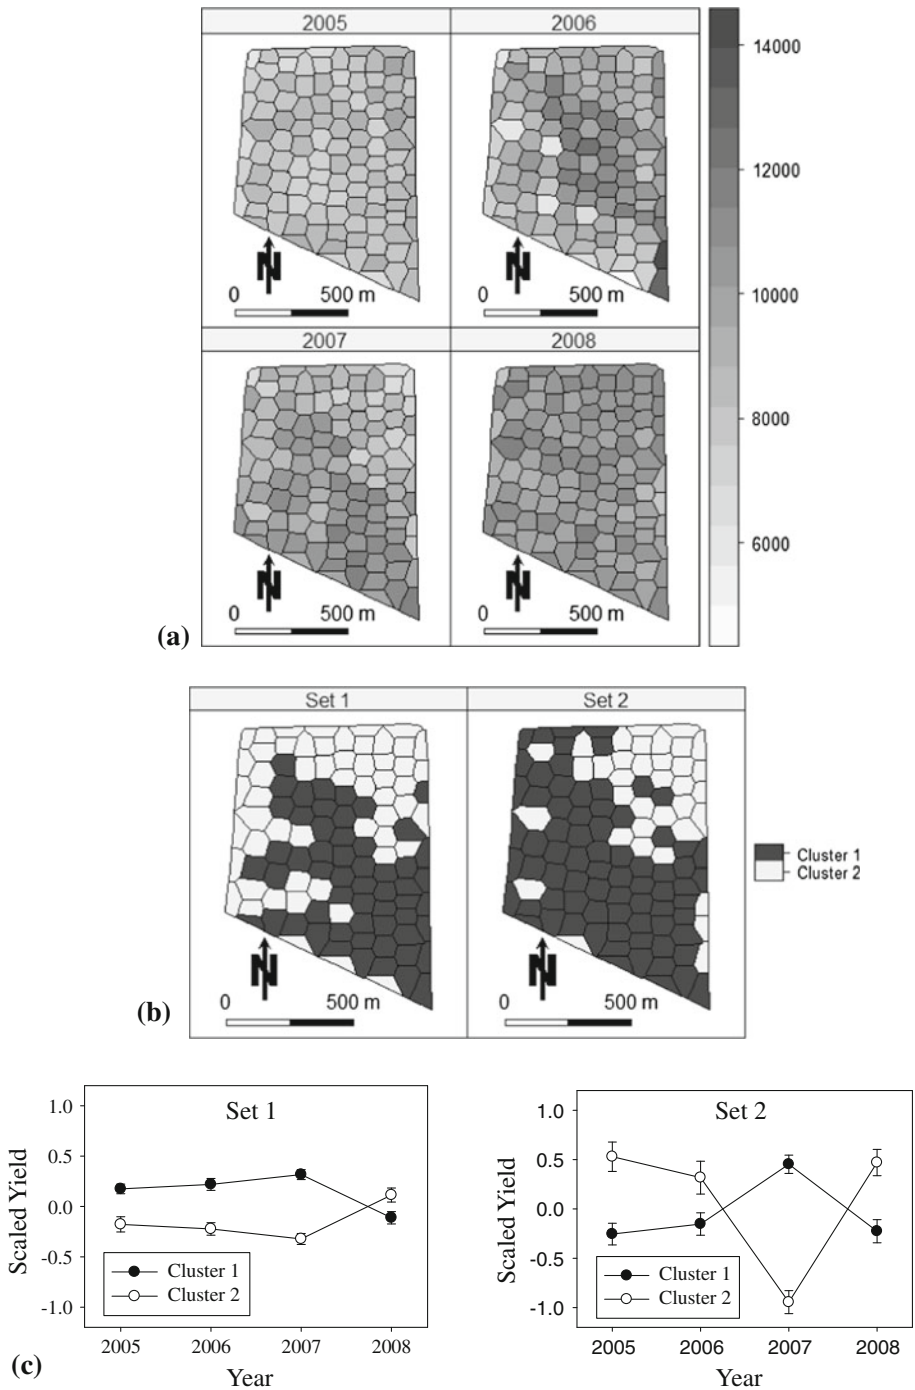 2005 2006
14000
12000
10000
8000
6000
N N
0 500 m 0 500 m
2007 2008
N N
0 500 m 0 500 m
(a)
Set 1 Set 2
Cluster 1
Cluster 2
N N
0 500 m 0 500 m
(b)
Set 1
Scaled Yield
1.0
0.5
0.0
-0.5
-1.0
Cluster 1
Cluster 2
2005 2006 2007 2008
Year
Set 2
Scaled Yield
1.0
0.5
0.0
-0.5
-1.0
Cluster 1
Cluster 2
2005 2006 2007 2008
Year
(c)